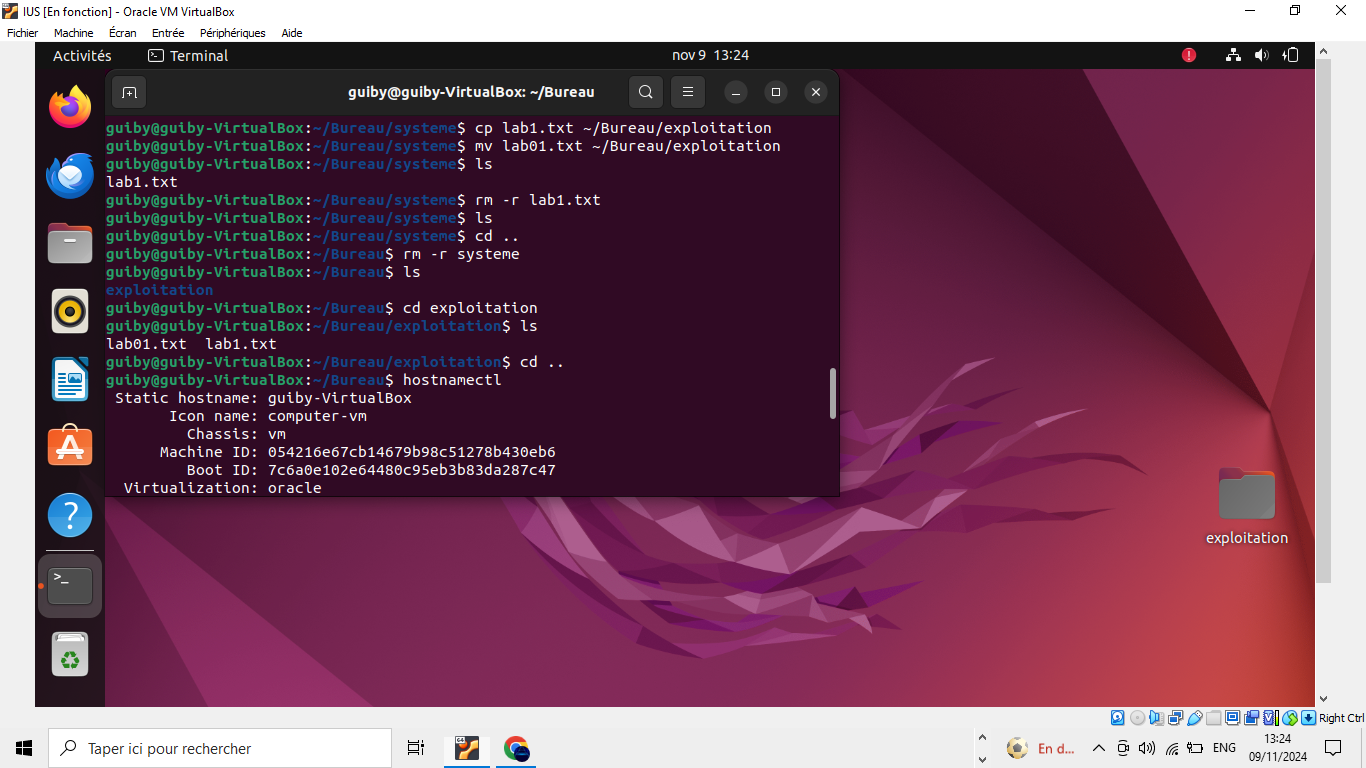 IUS [En fonction] - Oracle VM VirtualBox
Fichier Machine Écran Entrée Périphériques Aide
Activités Terminal nov 9 13:24
guiby@guiby-VirtualBox: ~/Bureau
guiby@guiby-VirtualBox:~/Bureau/systeme$ cp lab1.txt ~/Bureau/exploitation
guiby@guiby-VirtualBox:~/Bureau/systeme$ mv lab01.txt ~/Bureau/exploitation
guiby@guiby-VirtualBox:~/Bureau/systeme$ ls
lab1.txt
guiby@guiby-VirtualBox:~/Bureau/systeme$ rm -r lab1.txt
guiby@guiby-VirtualBox:~/Bureau/systeme$ ls
guiby@guiby-VirtualBox:~/Bureau/systeme$ cd ..
guiby@guiby-VirtualBox:~/Bureau$ rm -r systeme
guiby@guiby-VirtualBox:~/Bureau$ ls
exploitation
guiby@guiby-VirtualBox:~/Bureau$ cd exploitation
guiby@guiby-VirtualBox:~/Bureau/exploitation$ ls
lab01.txt lab1.txt
guiby@guiby-VirtualBox:~/Bureau/exploitation$ cd ..
guiby@guiby-VirtualBox:~/Bureau$ hostnamectl
Static hostname: guiby-VirtualBox
Icon name: computer-vm
Chassis: vm
Machine ID: 054216e67cb14679b98c51278b430eb6
Boot ID: 7c6a0e102e64480c95eb3b83da287c47
Virtualization: oracle
exploitation
Right Ctrl
Taper ici pour rechercher
En d...
ENG
13:24
09/11/2024